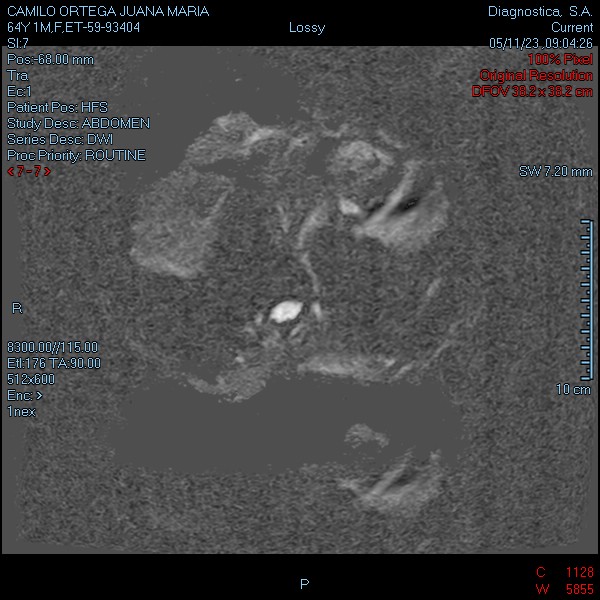 CAMILO ORTEGA JUANA MARIA
64Y 1M,F,ET-59-93404
Sl:7
Pos:-68.00 mm
Tra
Ec:1
Patient Pos: HFS
Study Desc: ABDOMEN
Series Desc: DWI
Proc Priority: ROUTINE
< 7 - 7 >
Lossy
Diagnostica, S.A.
Current
05/11/23 ,09:04:26
100% Pixel
Original Resolution
DFOV 38.2 x 38.2 cm
SW 7.20 mm
R
8300.00//115.00
Etl:176 TA:90.00
512x600
Enc: >
1nex
10 cm
P
C 1128
W 5855